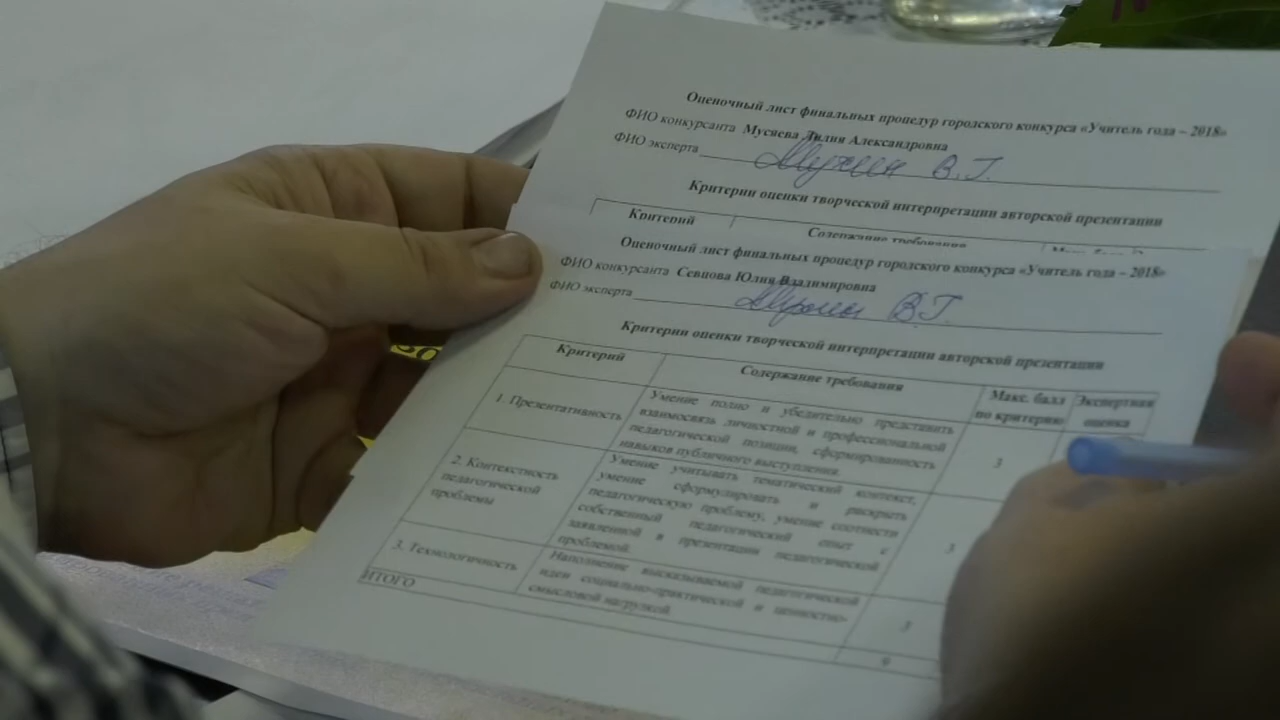 Оценочный лист финальных процедур городского конкурса «Учитель года – 2018»
ФИО конкурсанта Мусяева Лилия Александровна
ФИО эксперта В.Г.
Критерии оценки творческой интерпретации авторской презентации
Критерий Содержание требования
Оценочный лист финальных процедур городского конкурса «Учитель года – 2018»
ФИО конкурсанта Севцова Юлия Владимировна
ФИО эксперта В.Г.
Критерии оценки творческой интерпретации авторской презентации
Критерий Содержание требования Макс. балл Экспертная
по критерию оценка
1. Презентативность Умение полно и убедительно представить
взаимосвязь личностной и профессиональной
педагогической позиции, сформированность
навыков публичного выступления. 3
2. Контекстность Умение учитывать тематический контекст,
педагогической умение сформулировать и раскрыть
проблемы педагогическую проблему, умение соотнести
собственный педагогический опыт с
заявленной в презентации педагогической
проблемой. 3
3. Технологичность Наполнение высказываемой педагогической
идеи социально-практической и ценностно-
смысловой нагрузкой 3
ИТОГО 9